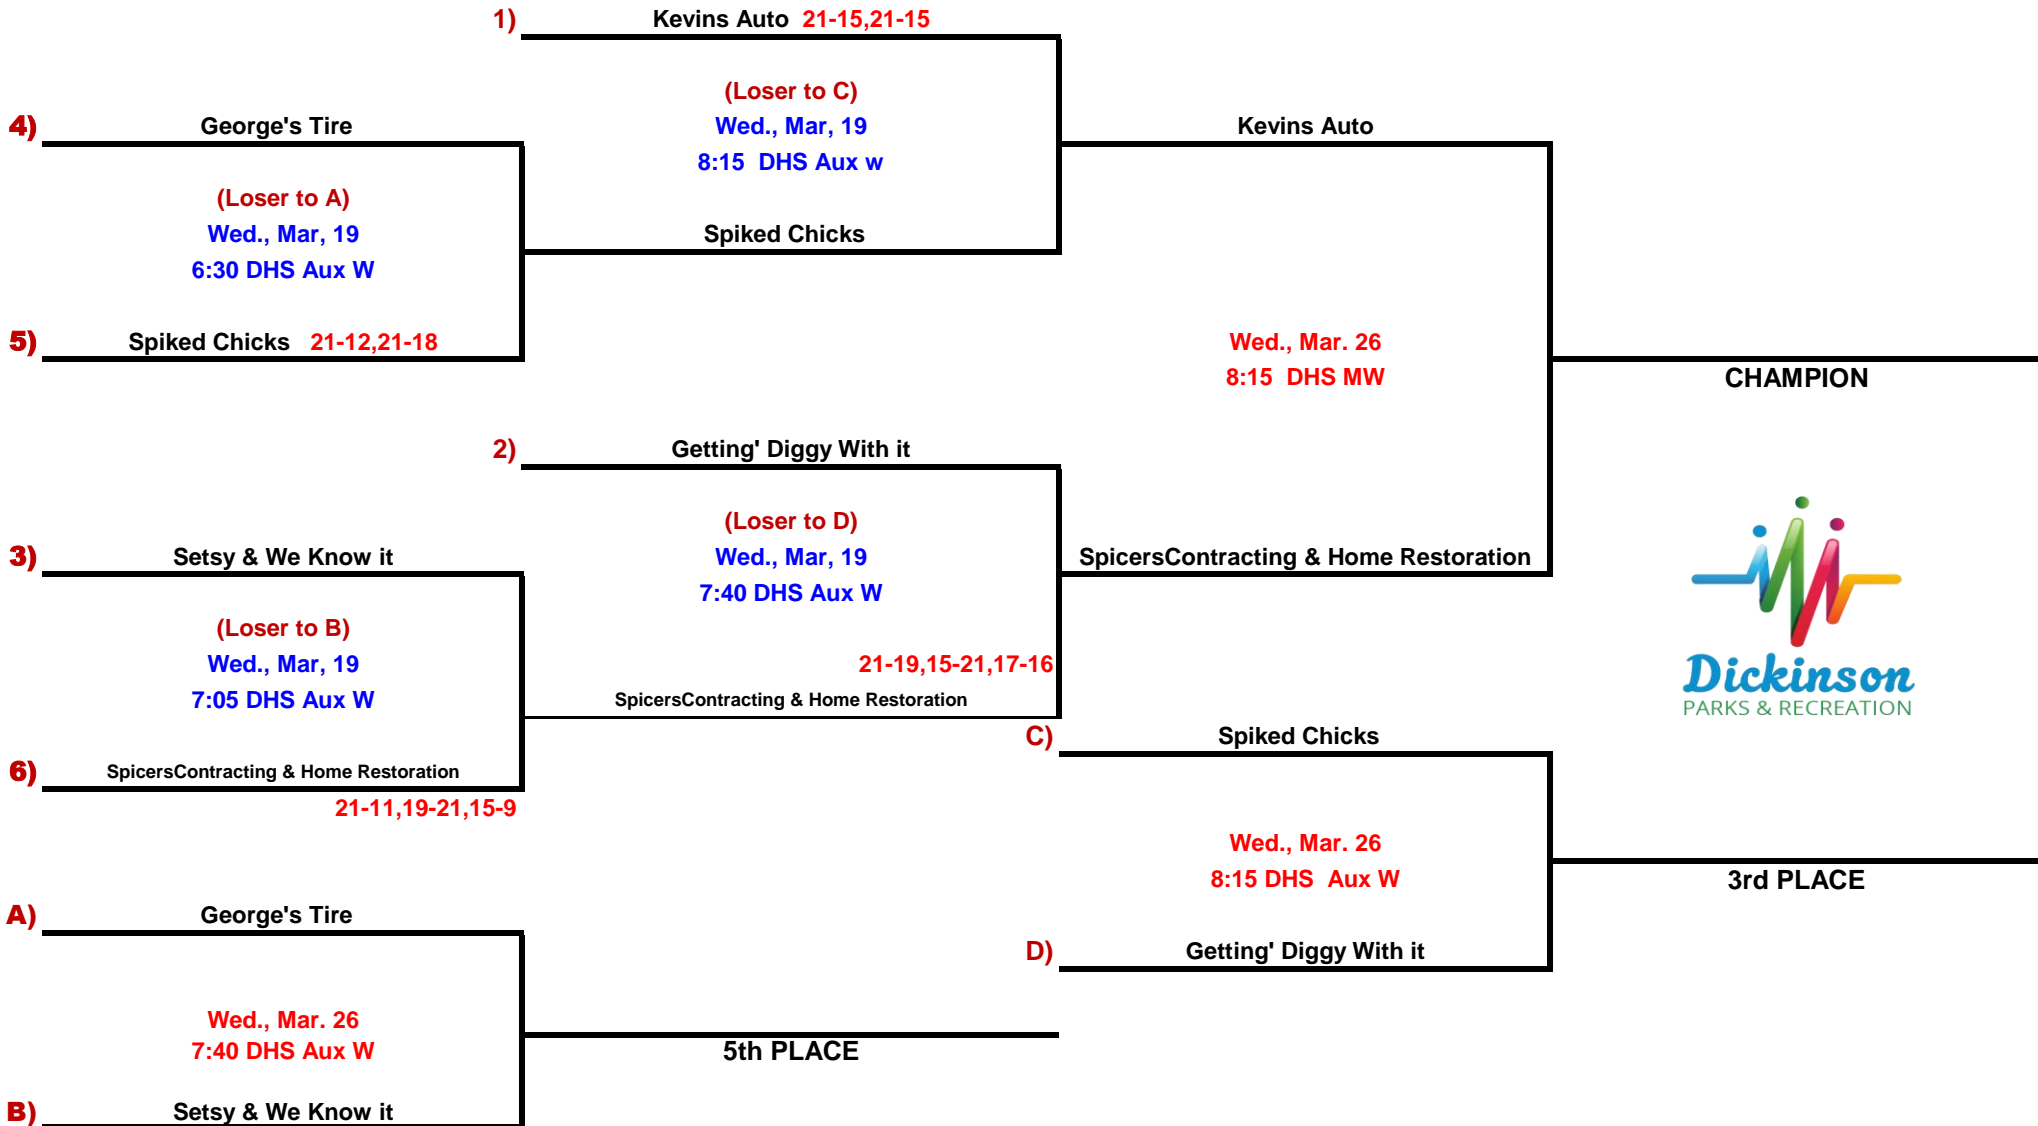 1) Kevins Auto 21-15,21-15
(Loser to C)
4) George's Tire
Wed., Mar, 19
Kevins Auto
8:15 DHS Aux w
(Loser to A)
Wed., Mar, 19
Spiked Chicks
6:30 DHS Aux W
5) Spiked Chicks 21-12,21-18
Wed., Mar. 26
8:15 DHS MW
CHAMPION
2) Getting' Diggy With it
(Loser to D)
3) Setsy & We Know it
Wed., Mar, 19
SpicersContracting & Home Restoration
7:40 DHS Aux W
(Loser to B)
Wed., Mar, 19
21-19,15-21,17-16
7:05 DHS Aux W
SpicersContracting & Home Restoration
Dickinson
PARKS & RECREATION
C) Spiked Chicks
6) SpicersContracting & Home Restoration
21-11,19-21,15-9
Wed., Mar. 26
8:15 DHS Aux W
3rd PLACE
A) George's Tire
D) Getting' Diggy With it
Wed., Mar. 26
7:40 DHS Aux W
5th PLACE
B) Setsy & We Know it